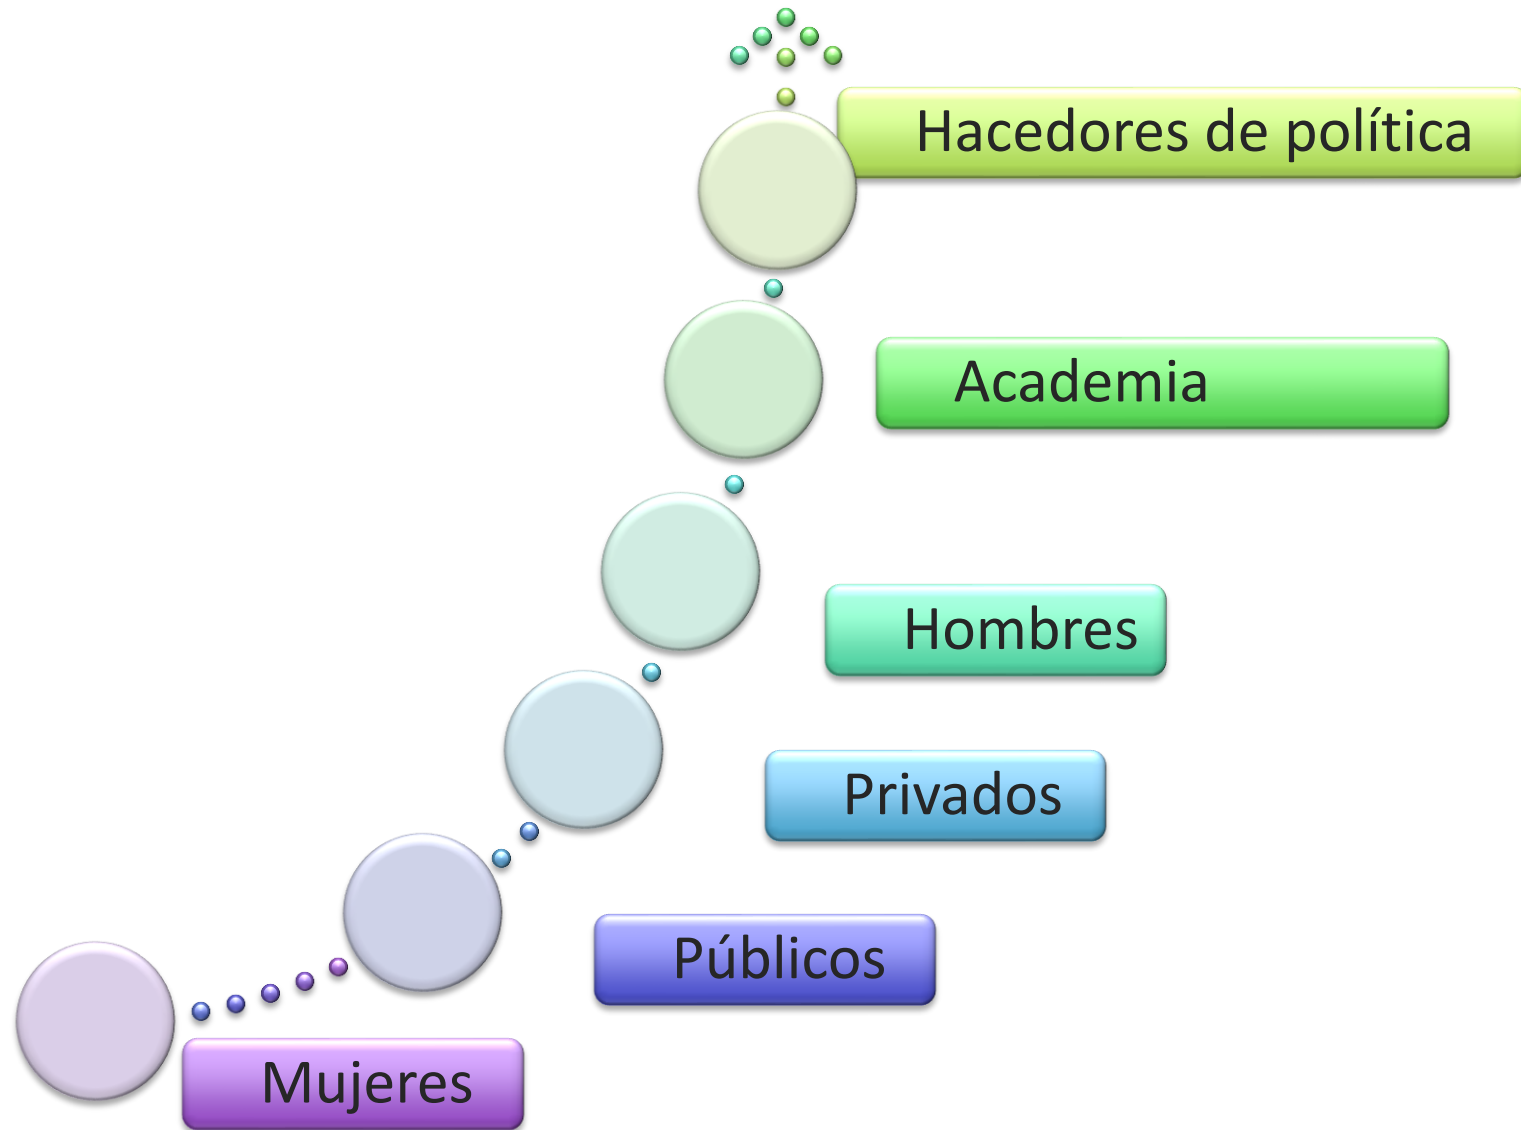 Hacedores de política
Academia
Hombres
Privados
Públicos
Mujeres